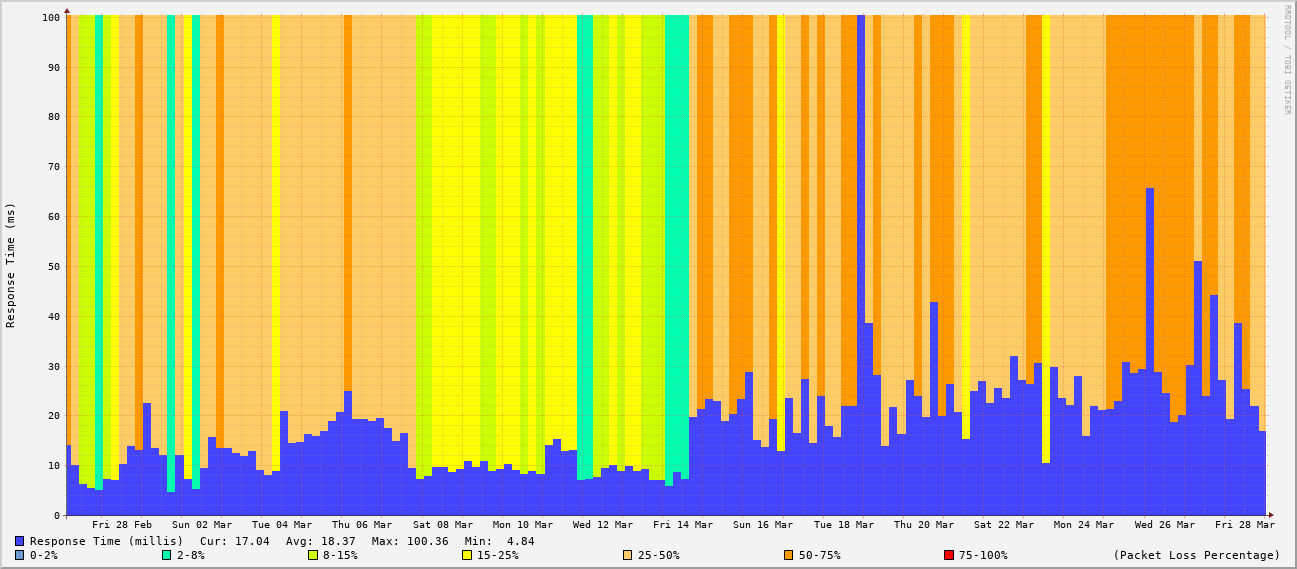 RRDTOOL / TOBI OETIKER
Response Time (ms)
100
90
80
70
60
50
40
30
20
10
0
Fri 28 Feb Sun 02 Mar Tue 04 Mar Thu 06 Mar Sat 08 Mar Mon 10 Mar Wed 12 Mar Fri 14 Mar Sun 16 Mar Tue 18 Mar Thu 20 Mar Sat 22 Mar Mon 24 Mar Wed 26 Mar Fri 28 Mar
Response Time (millis) Cur: 17.04 Avg: 18.37 Max: 100.36 Min: 4.84
0-2% 2-8% 8-15% 15-25% 25-50% 50-75% 75-100% (Packet Loss Percentage)